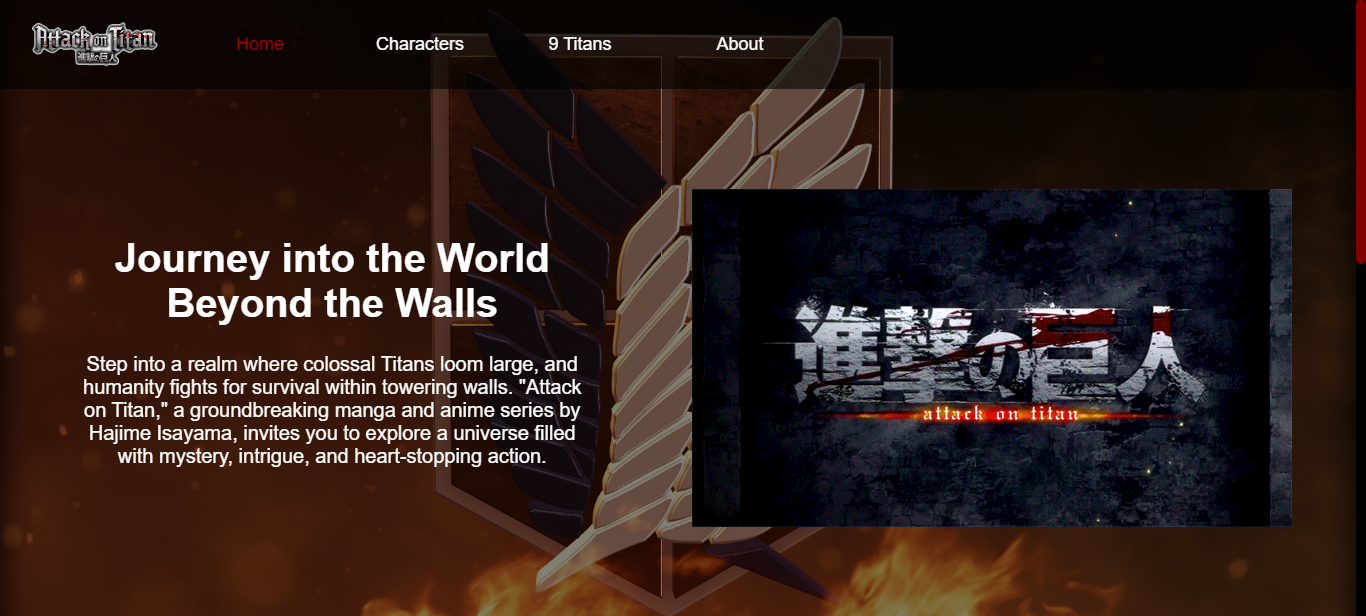 Attack on Titan
進撃の巨人
Home
Characters
9 Titans
About
Journey into the World
Beyond the Walls
Step into a realm where colossal Titans loom large, and
humanity fights for survival within towering walls. "Attack
on Titan," a groundbreaking manga and anime series by
Hajime Isayama, invites you to explore a universe filled
with mystery, intrigue, and heart-stopping action.
進撃の巨人
attack on titan